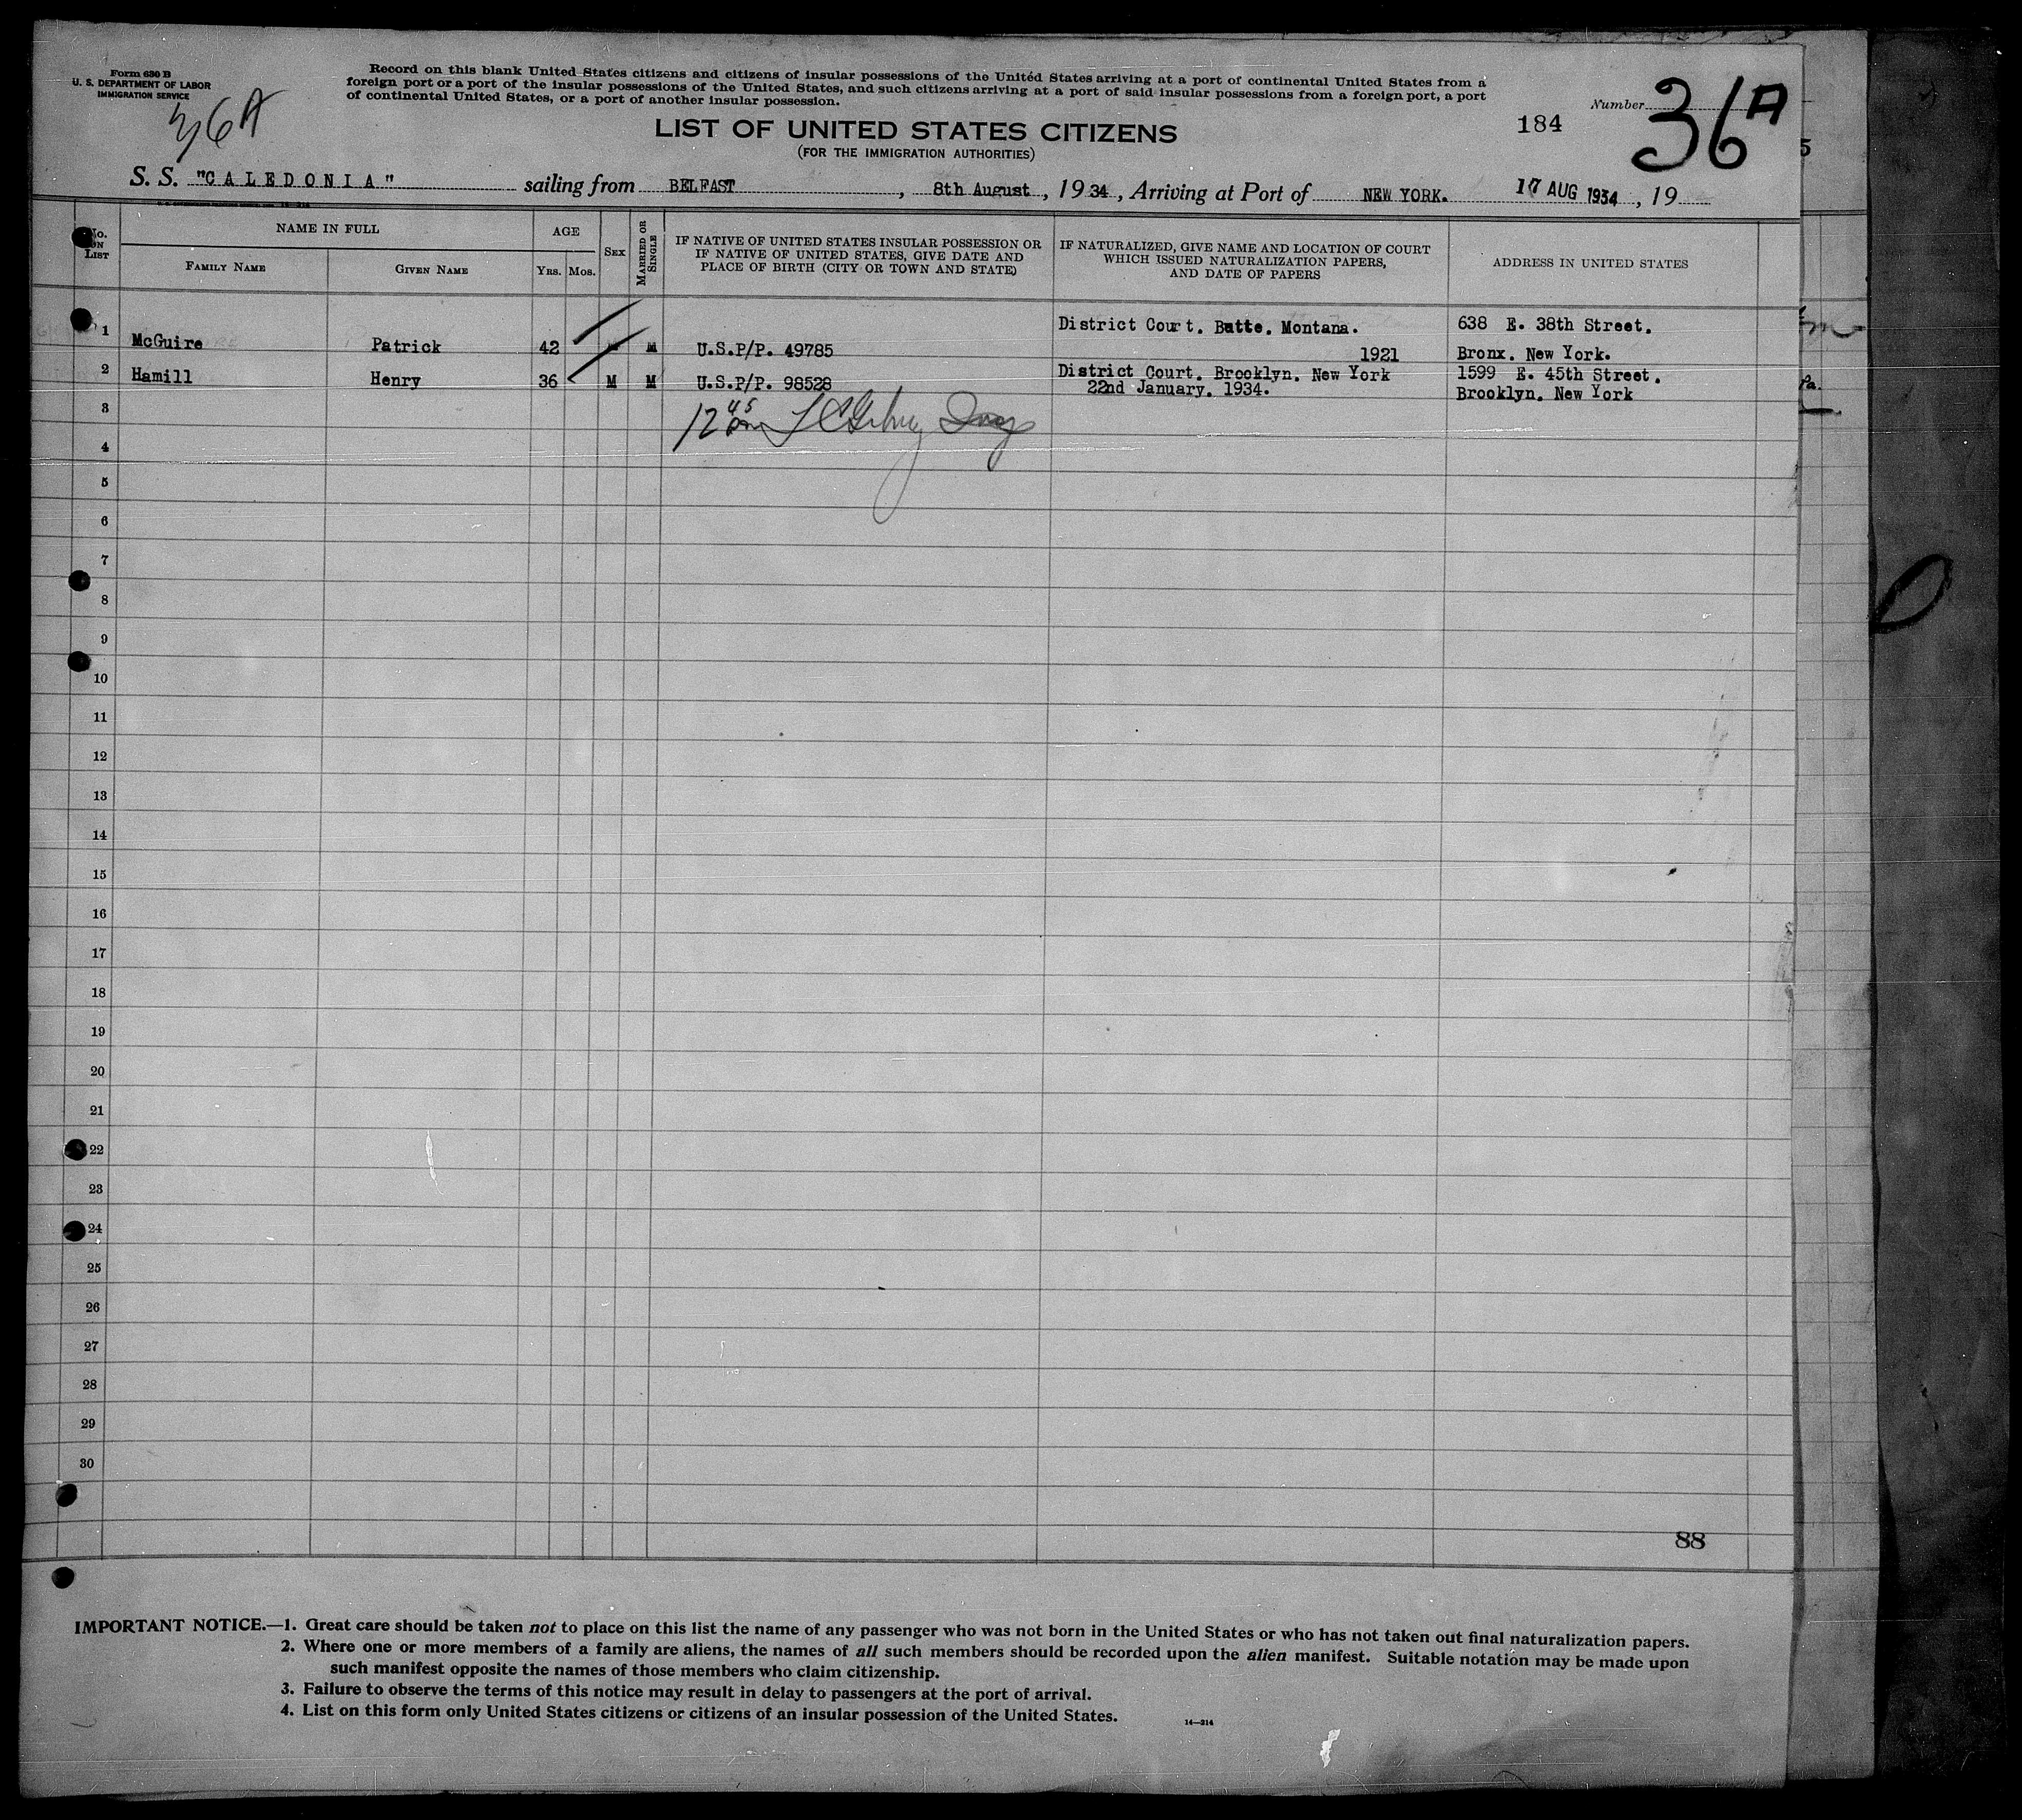 Form 630 B
U. S. DEPARTMENT OF LABOR
IMMIGRATION SERVICE
36A
Record on this blank United States citizens and citizens of insular possessions of the United States arriving at a port of continental United States from a
foreign port or a port of the insular possessions of the United States, and such citizens arriving at a port of said insular possessions from a foreign port, a port
of continental United States, or a port of another insular possession.
Number 36A
184
LIST OF UNITED STATES CITIZENS
(FOR THE IMMIGRATION AUTHORITIES)
S. S. "CALEDONIA" sailing from BELFAST, 8th August, 1934, Arriving at Port of NEW YORK. 17 AUG 1934, 19
No. on List
NAME IN FULL
Family Name
Given Name
AGE
Yrs. Mos.
Sex
Married or Single
IF NATIVE OF UNITED STATES INSULAR POSSESSION OR
IF NATIVE OF UNITED STATES, GIVE DATE AND
PLACE OF BIRTH (CITY OR TOWN AND STATE)
IF NATURALIZED, GIVE NAME AND LOCATION OF COURT
WHICH ISSUED NATURALIZATION PAPERS,
AND DATE OF PAPERS
ADDRESS IN UNITED STATES
District Court. Butte. Montana. 638 E. 38th Street.
1 McGuire Patrick 42 M M U.S.P/P. 49785 1921 Bronx. New York.
2 Hamill Henry 36 M M U.S.P/P. 98528 District Court. Brooklyn. New York 1599 E. 45th Street.
22nd January. 1934. Brooklyn. New York
3
12 45 pm
4
5
6
7
8
9
10
11
12
13
14
15
16
17
18
19
20
21
22
23
24
25
26
27
28
29
30
88
IMPORTANT NOTICE.—1. Great care should be taken not to place on this list the name of any passenger who was not born in the United States or who has not taken out final naturalization papers.
2. Where one or more members of a family are aliens, the names of all such members should be recorded upon the alien manifest. Suitable notation may be made upon
such manifest opposite the names of those members who claim citizenship.
3. Failure to observe the terms of this notice may result in delay to passengers at the port of arrival.
4. List on this form only United States citizens or citizens of an insular possession of the United States.
14—214